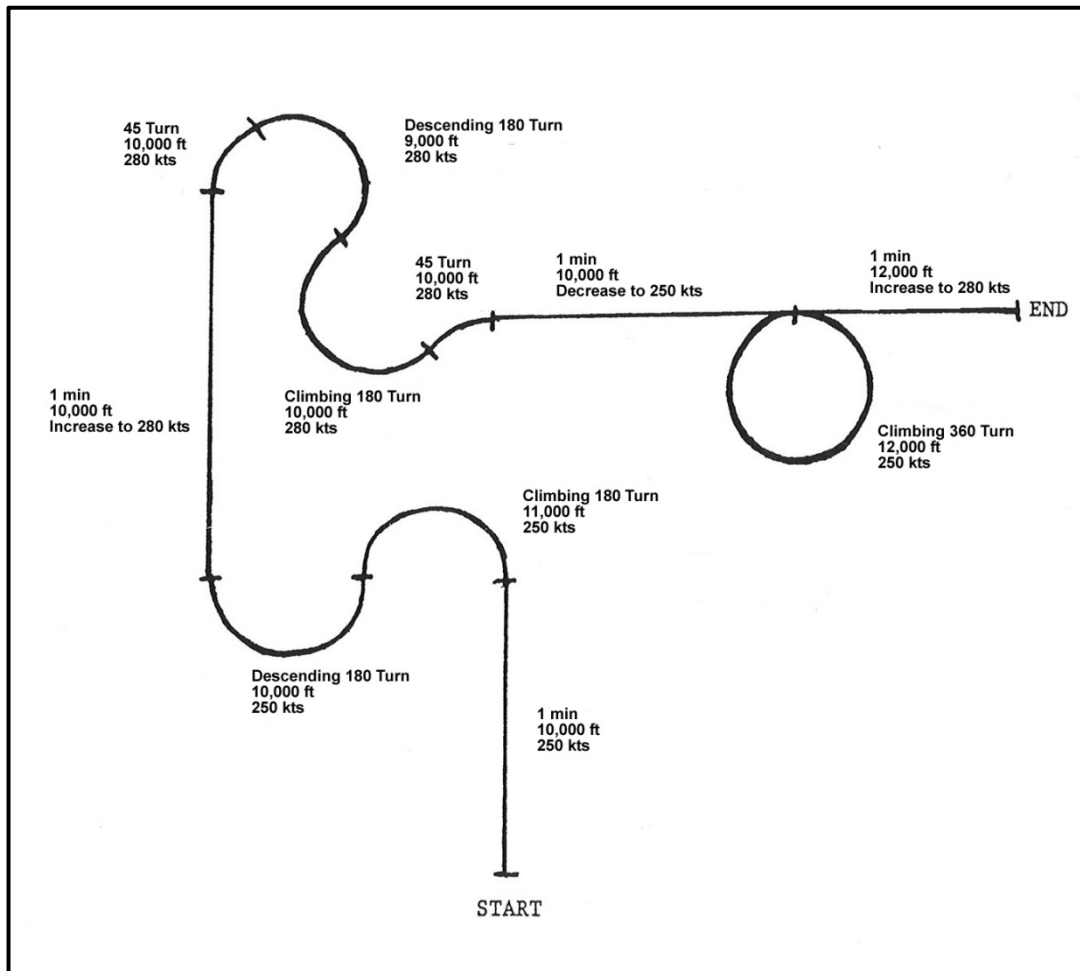 45 Turn
10,000 ft
280 kts
Descending 180 Turn
9,000 ft
280 kts
45 Turn
10,000 ft
280 kts
1 min
10,000 ft
Decrease to 250 kts
1 min
12,000 ft
Increase to 280 kts
END
1 min
10,000 ft
Increase to 280 kts
Climbing 180 Turn
10,000 ft
280 kts
Climbing 360 Turn
12,000 ft
250 kts
Climbing 180 Turn
11,000 ft
250 kts
Descending 180 Turn
10,000 ft
250 kts
1 min
10,000 ft
250 kts
START